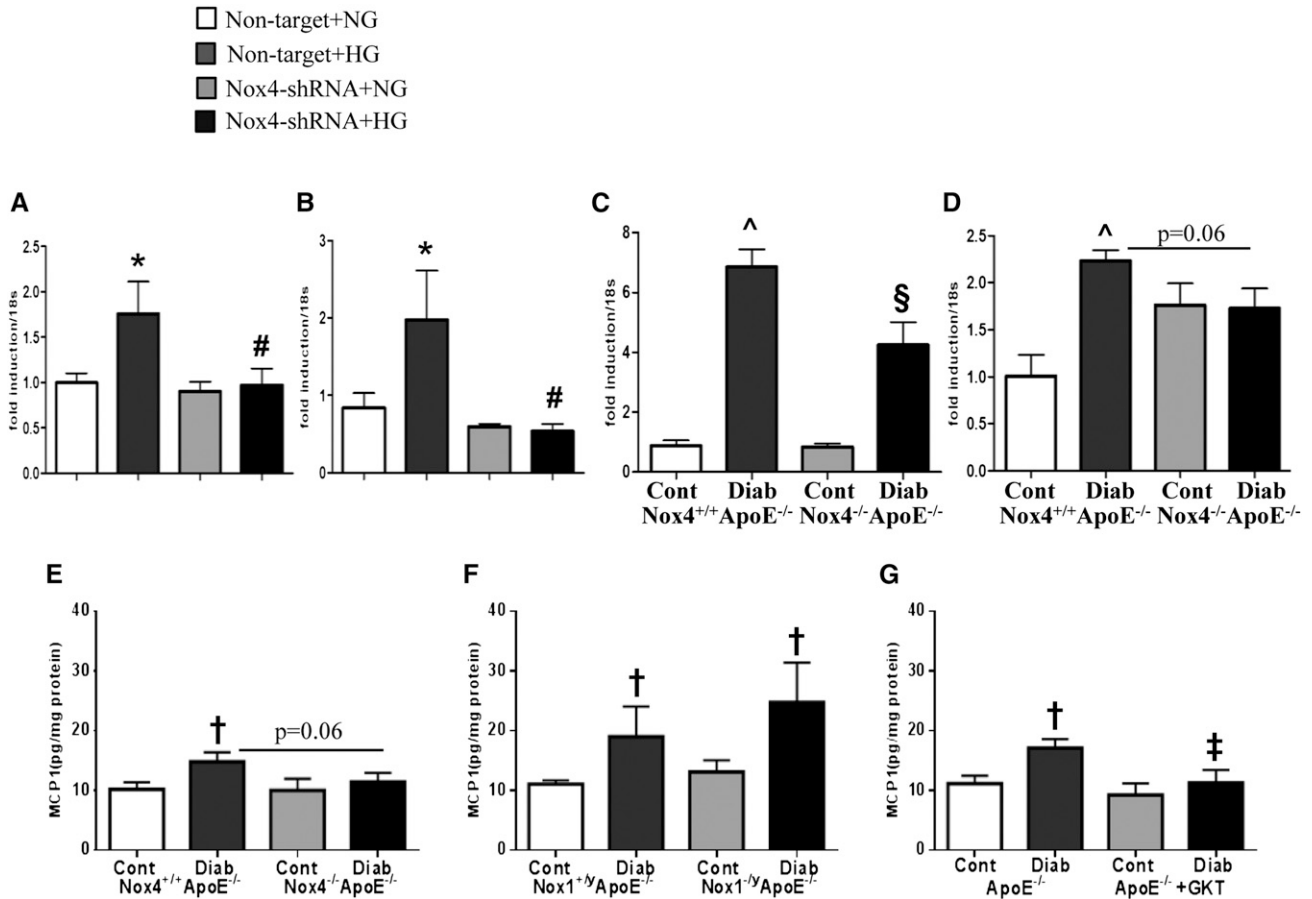 Non-target+NG
Non-target+HG
Nox4-shRNA+NG
Nox4-shRNA+HG
A
fold induction/18s
2.5
2.0
1.5
1.0
0.5
0.0
*
#
B
fold induction/18s
3
2
1
0
*
#
C
fold induction/18s
8
6
4
2
0
^
§
Cont Diab Cont Diab
Nox4+/+ApoE-/- Nox4-/-ApoE-/-
D
fold induction/18s
2.5
2.0
1.5
1.0
0.5
0.0
^
p=0.06
Cont Diab Cont Diab
Nox4+/+ApoE-/- Nox4-/-ApoE-/-
E
MCP1(pg/mg protein)
40
30
20
10
0
†
p=0.06
Cont Diab Cont Diab
Nox4+/+ApoE-/- Nox4-/-ApoE-/-
F
MCP1(pg/mg protein)
40
30
20
10
0
†
†
Cont Diab Cont Diab
Nox1+/yApoE-/- Nox1-/yApoE-/-
G
MCP1(pg/mg protein)
40
30
20
10
0
†
‡
Cont Diab Cont Diab
ApoE-/- ApoE-/- +GKT